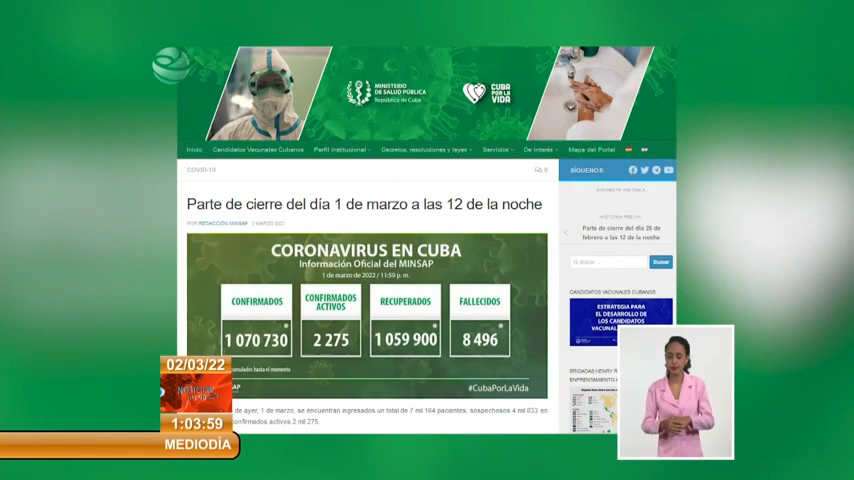 MINISTERIO
DE SALUD PÚBLICA
República de Cuba
CUBA
POR LA
VIDA
Inicio Candidatos Vacunales Cubanos Perfil Institucional Decretos, resoluciones y leyes Servicios De interés Mapa del Portal
COVID-19 0
SÍGUENOS:
Parte de cierre del día 1 de marzo a las 12 de la noche
POR REDACCIÓN MINSAP 2 MARZO 2022
HISTORIA PREVIA
Parte de cierre del día 28 de
febrero a las 12 de la noche
Buscar ... Buscar
CORONAVIRUS EN CUBA
Información Oficial del MINSAP
1 de marzo de 2022 / 11:59 p. m.
CONFIRMADOS CONFIRMADOS ACTIVOS RECUPERADOS FALLECIDOS
1 070 730* 2 275 1 059 900* 8 496*
hasta el momento
#CubaPorLaVida
de ayer, 1 de marzo, se encuentran ingresados un total de 7 mil 164 pacientes, sospechosos 4 mil 833 en
confirmados activos 2 mil 275.
CANDIDATOS VACUNALES CUBANOS
ESTRATEGIA PARA
EL DESARROLLO DE
LOS CANDIDATOS
BRIGADAS HENRY
02/03/22
1:03:59
MEDIODÍA